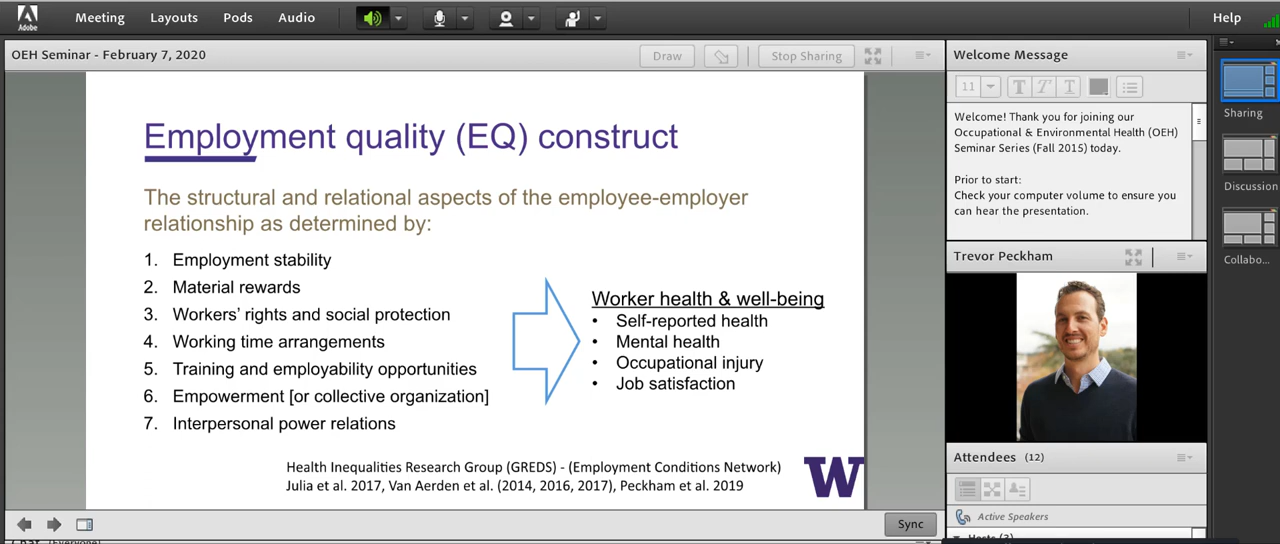 Meeting
Layouts
Pods
Audio
Help
Adobe
OEH Seminar - February 7, 2020
Draw
Stop Sharing
Employment quality (EQ) construct
The structural and relational aspects of the employee-employer
relationship as determined by:
1. Employment stability
2. Material rewards
3. Workers' rights and social protection
4. Working time arrangements
5. Training and employability opportunities
6. Empowerment [or collective organization]
7. Interpersonal power relations
Worker health & well-being
• Self-reported health
• Mental health
• Occupational injury
• Job satisfaction
Health Inequalities Research Group (GREDS) - (Employment Conditions Network)
Julia et al. 2017, Van Aerden et al. (2014, 2016, 2017), Peckham et al. 2019
W
Sync
Welcome Message
11
T T T
Welcome! Thank you for joining our
Occupational & Environmental Health (OEH)
Seminar Series (Fall 2015) today.
Prior to start:
Check your computer volume to ensure you
can hear the presentation.
Trevor Peckham
Attendees (12)
Active Speakers
Hosts (3)
Sharing
Discussion
Collabo...
Chat (Everyone)